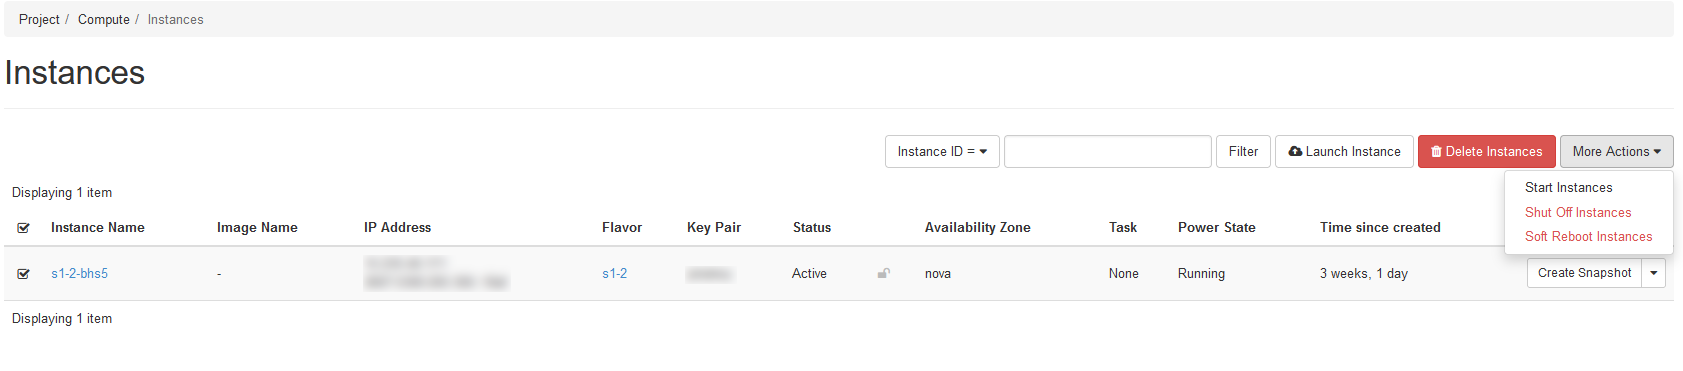 Project / Compute / Instances
Instances
Instance ID = Filter Launch Instance Delete Instances More Actions
Start Instances
Shut Off Instances
Soft Reboot Instances
Displaying 1 item
Instance Name Image Name IP Address Flavor Key Pair Status Availability Zone Task Power State Time since created
s1-2-bhs5 - s1-2 Active nova None Running 3 weeks, 1 day Create Snapshot
Displaying 1 item